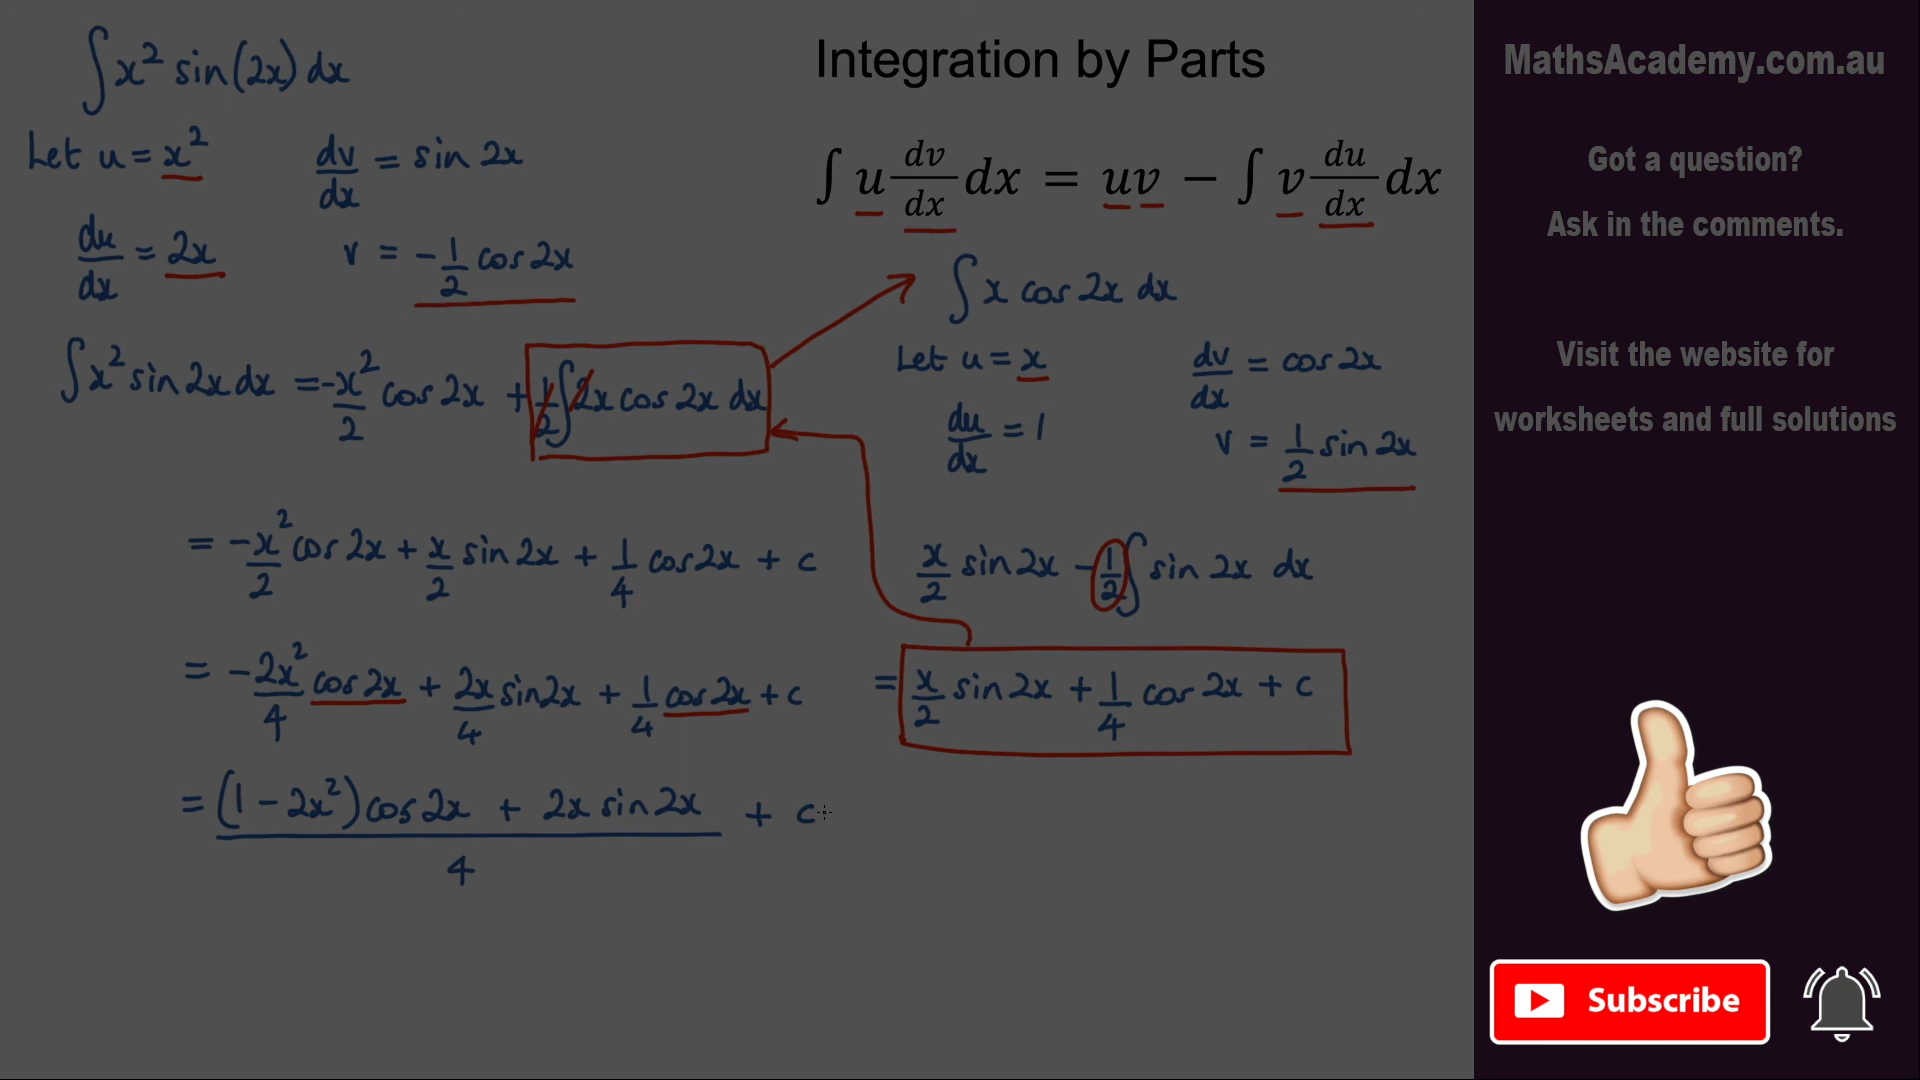 ∫ x² sin(2x) dx
Integration by Parts
Let u = x²
dv/dx = sin 2x
∫ u dv/dx dx = uv − ∫ v du/dx dx
du/dx = 2x
v = −1/2 cos 2x
∫ x² sin 2x dx = −x²/2 cos 2x + 1/2 ∫ 2x cos 2x dx
= −x²/2 cos 2x + x/2 sin 2x + 1/4 cos 2x + c
= −2x²/4 cos 2x + 2x/4 sin 2x + 1/4 cos 2x + c
= ((1 − 2x²) cos 2x + 2x sin 2x)/4 + c
∫ x cos 2x dx
Let u = x
dv/dx = cos 2x
du/dx = 1
v = 1/2 sin 2x
x/2 sin 2x − 1/2 ∫ sin 2x dx
= x/2 sin 2x + 1/4 cos 2x + c
MathsAcademy.com.au
Got a question?
Ask in the comments.
Visit the website for
worksheets and full solutions
Subscribe